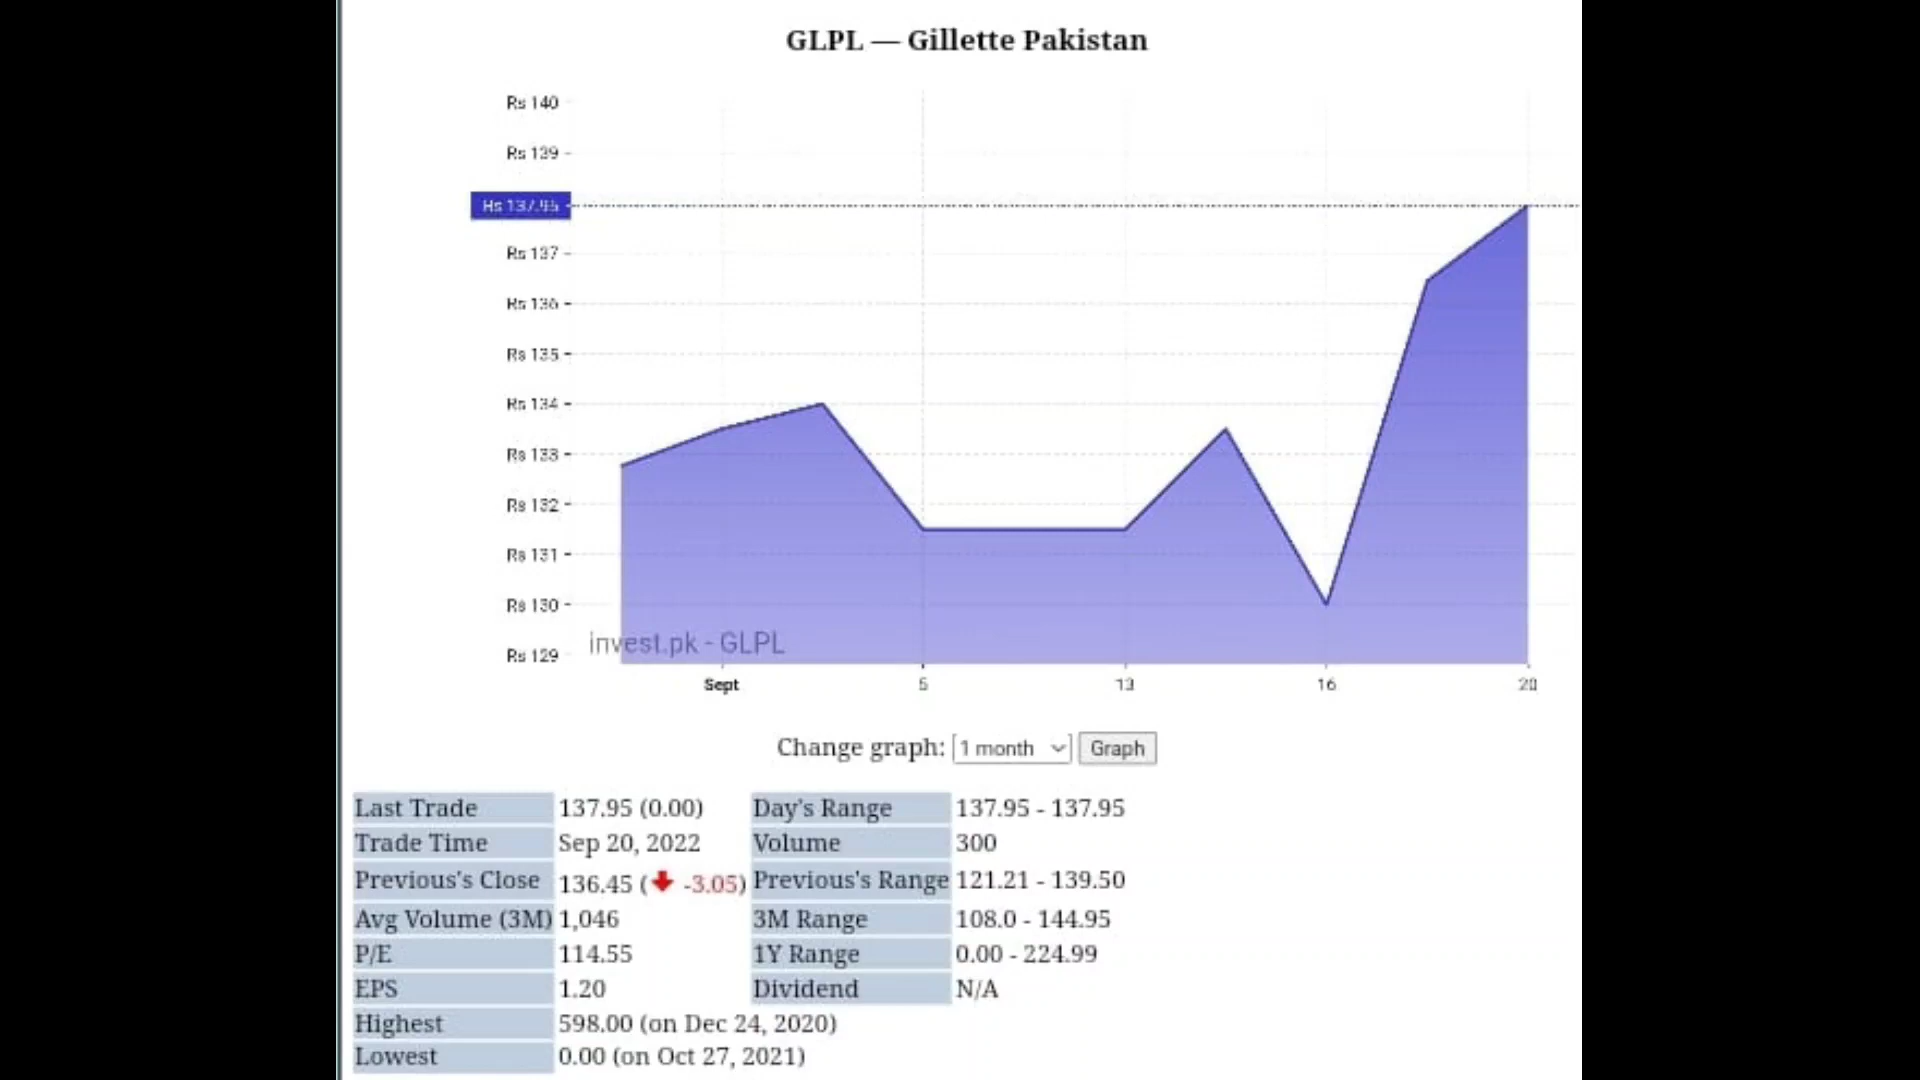 GLPL — Gillette Pakistan
Rs 140
Rs 139
Rs 137.95
Rs 137
Rs 136
Rs 135
Rs 134
Rs 133
Rs 132
Rs 131
Rs 130
Rs 129
invest.pk - GLPL
Sept 5 13 16 20
Change graph: 1 month Graph
Last Trade 137.95 (0.00) Day's Range 137.95 - 137.95
Trade Time Sep 20, 2022 Volume 300
Previous's Close 136.45 ( -3.05) Previous's Range 121.21 - 139.50
Avg Volume (3M) 1,046 3M Range 108.0 - 144.95
P/E 114.55 1Y Range 0.00 - 224.99
EPS 1.20 Dividend N/A
Highest 598.00 (on Dec 24, 2020)
Lowest 0.00 (on Oct 27, 2021)